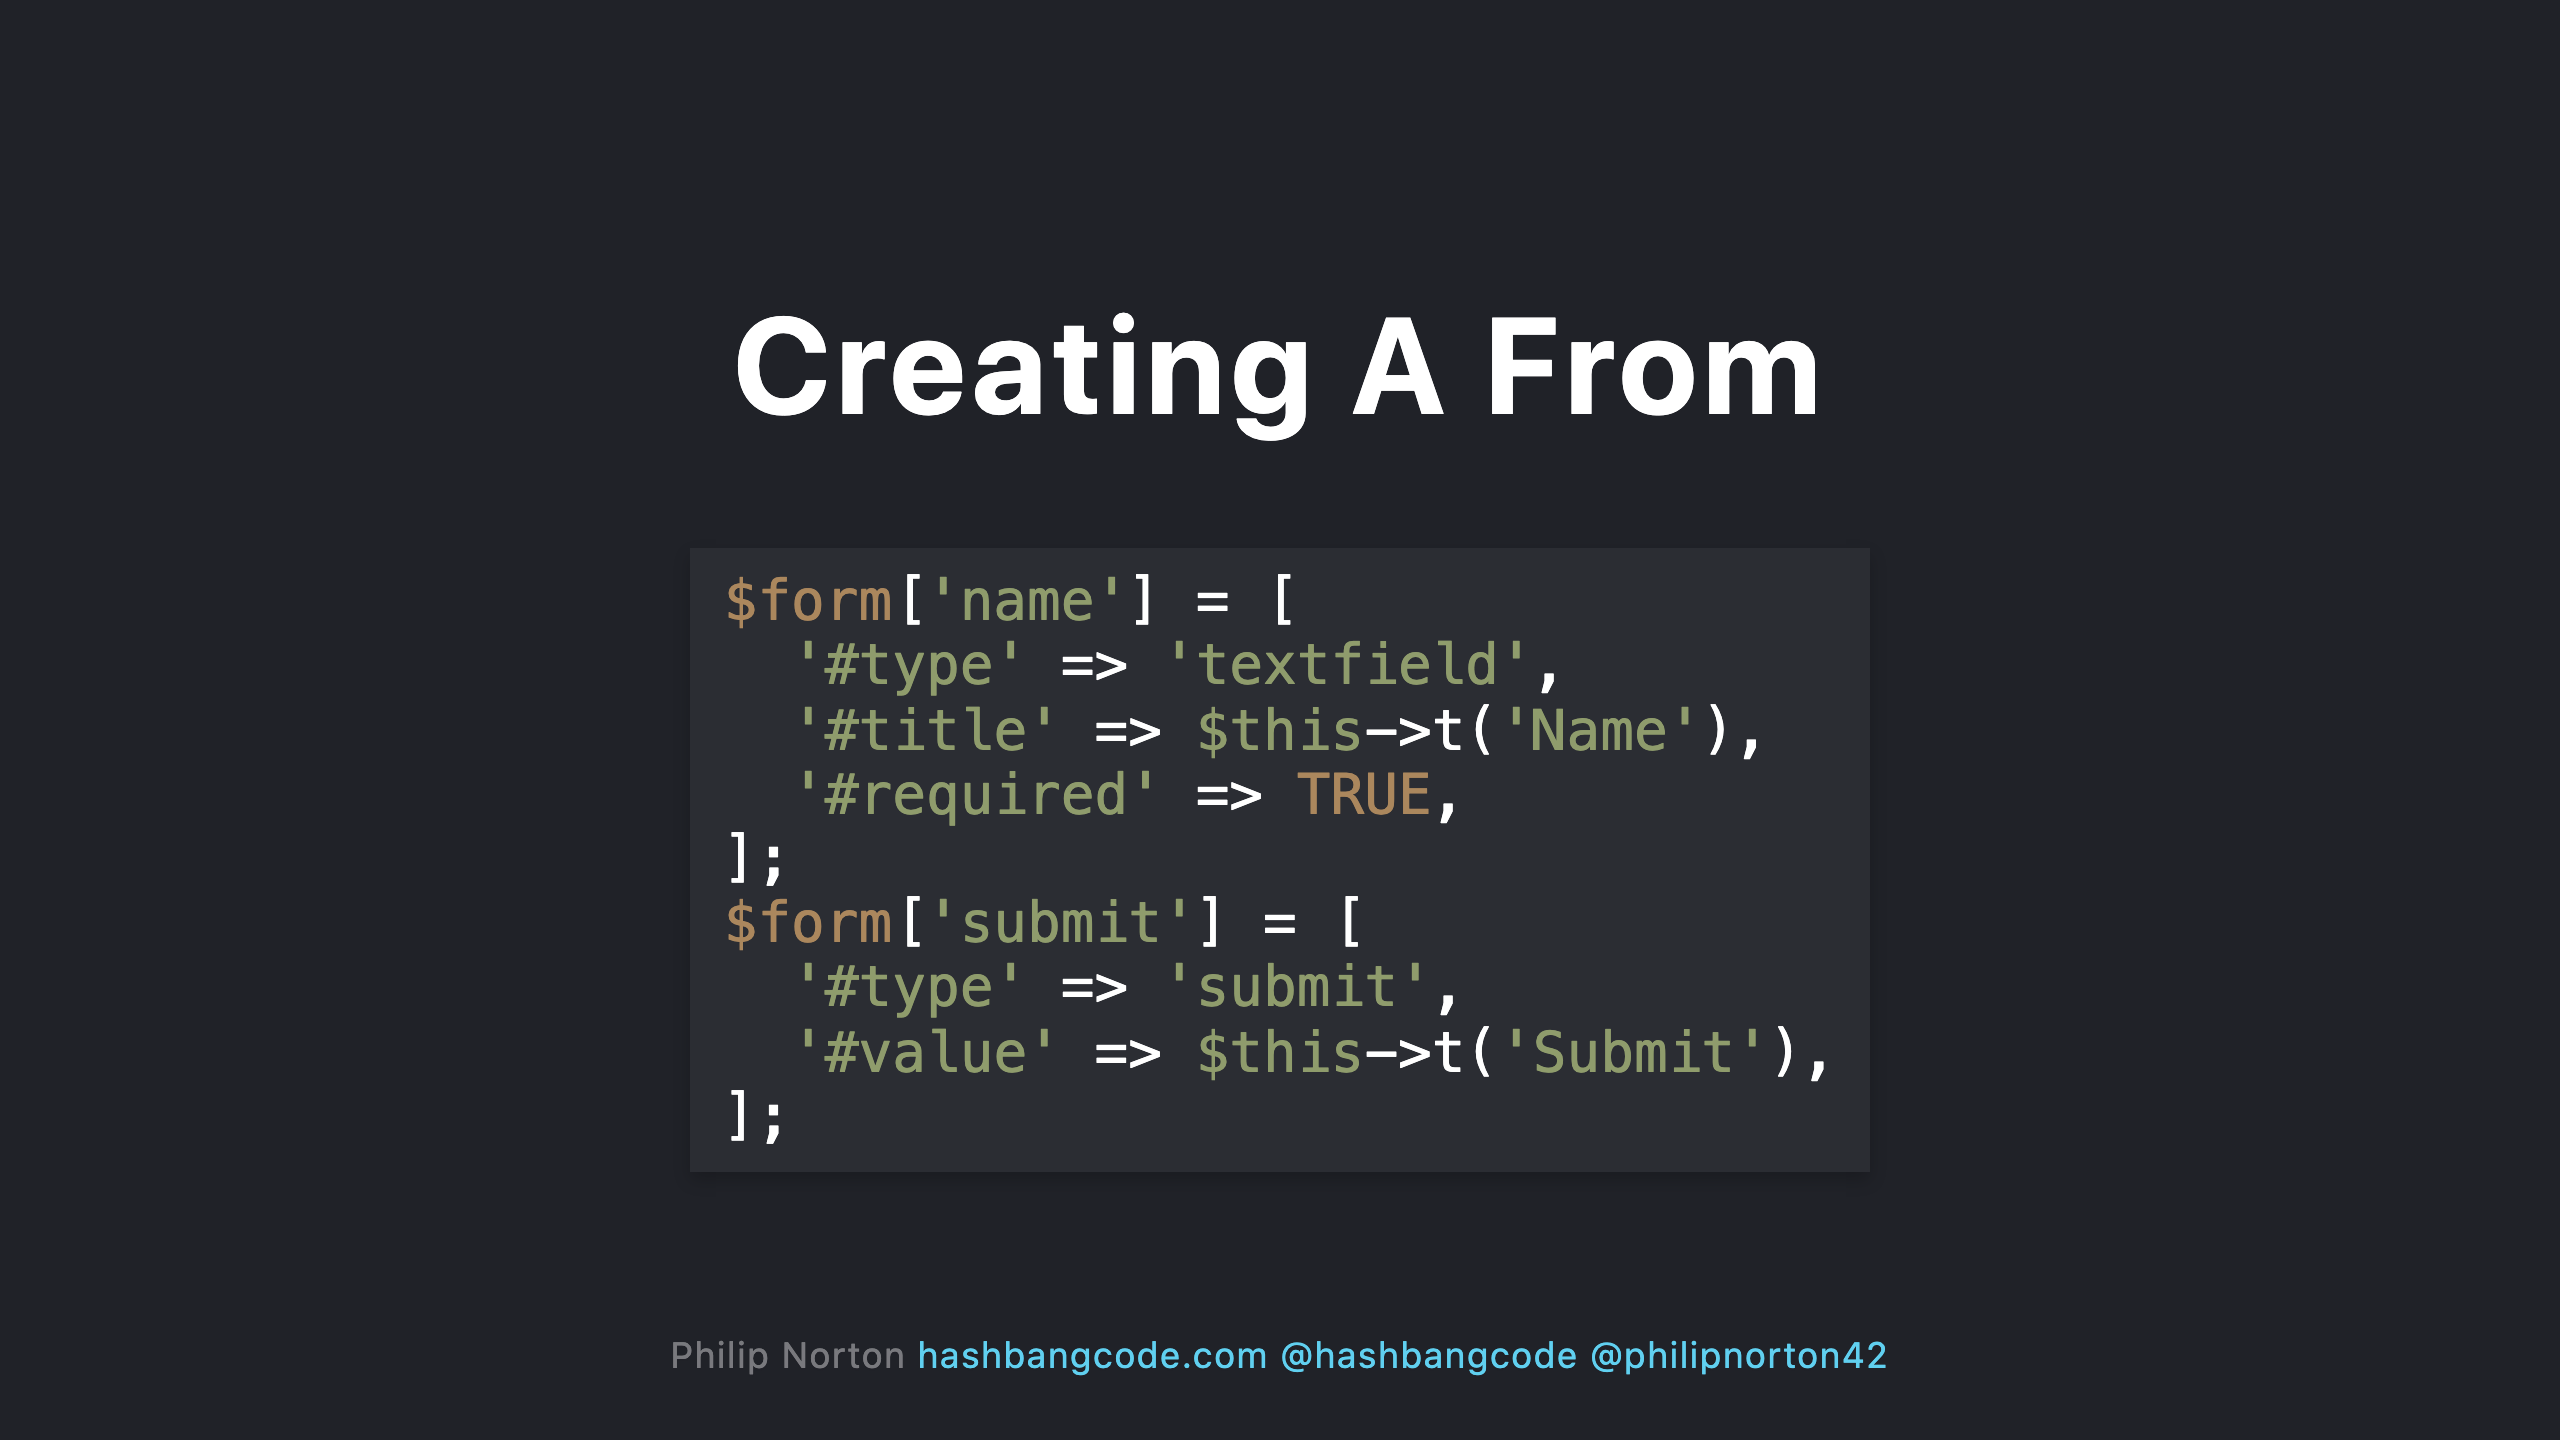 Creating A From
$form['name'] = [
  '#type' => 'textfield',
  '#title' => $this->t('Name'),
  '#required' => TRUE,
];
$form['submit'] = [
  '#type' => 'submit',
  '#value' => $this->t('Submit'),
];
Philip Norton hashbangcode.com @hashbangcode @philipnorton42